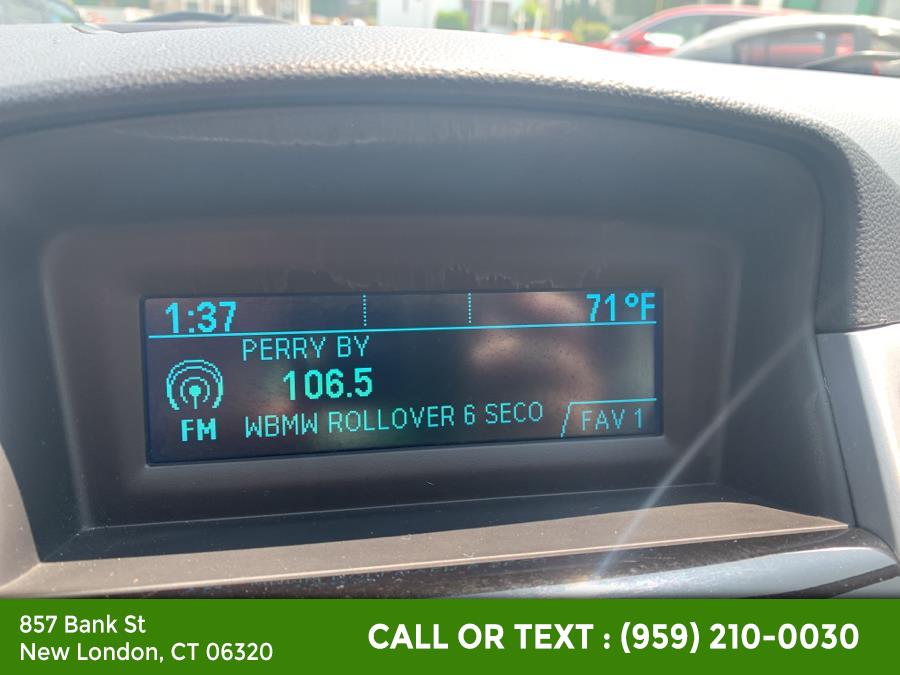 1:37 71°F
PERRY BY
106.5
FM WBMW ROLLOVER 6 SECO FAV 1
857 Bank St
New London, CT 06320
CALL OR TEXT : (959) 210-0030